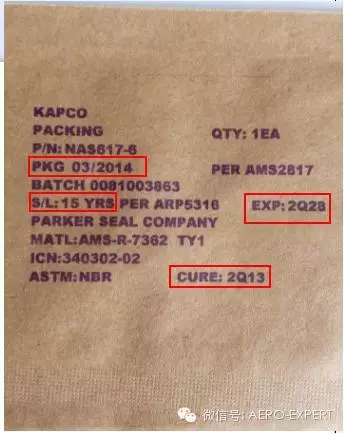 KAPCO
PACKING QTY: 1EA
P/N: NAS617-6
PKG 03/2014 PER AMS2817
BATCH 0081003863
S/L: 15 YRS PER ARP5316 EXP: 2Q28
PARKER SEAL COMPANY
MATL:AMS-R-7362 TY1
ICN:340302-02
ASTM:NBR CURE: 2Q13
微信号: AERO-EXPERT